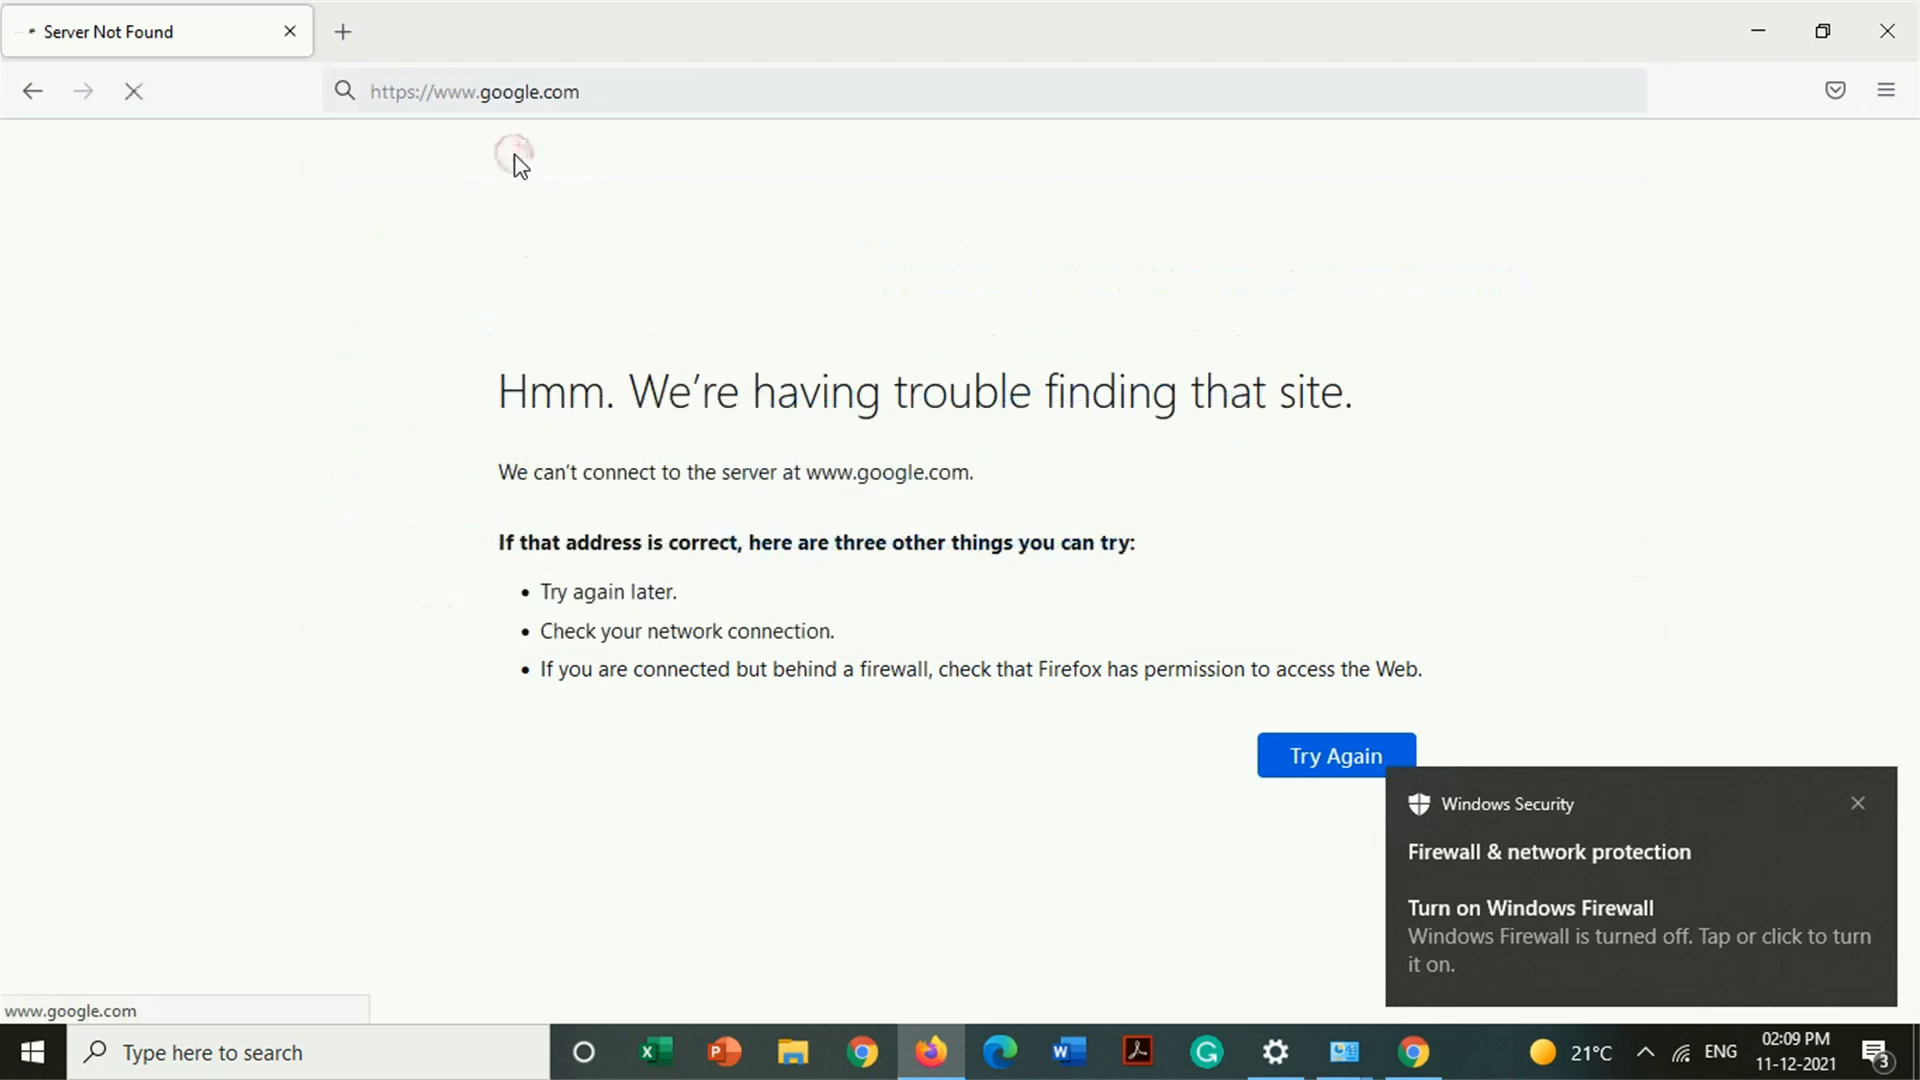 Server Not Found
https://www.google.com
Hmm. We're having trouble finding that site.
We can't connect to the server at www.google.com.
If that address is correct, here are three other things you can try:
• Try again later.
• Check your network connection.
• If you are connected but behind a firewall, check that Firefox has permission to access the Web.
Try Again
Windows Security
Firewall & network protection
Turn on Windows Firewall
Windows Firewall is turned off. Tap or click to turn
it on.
www.google.com
Type here to search
21°C
ENG
02:09 PM
11-12-2021
3